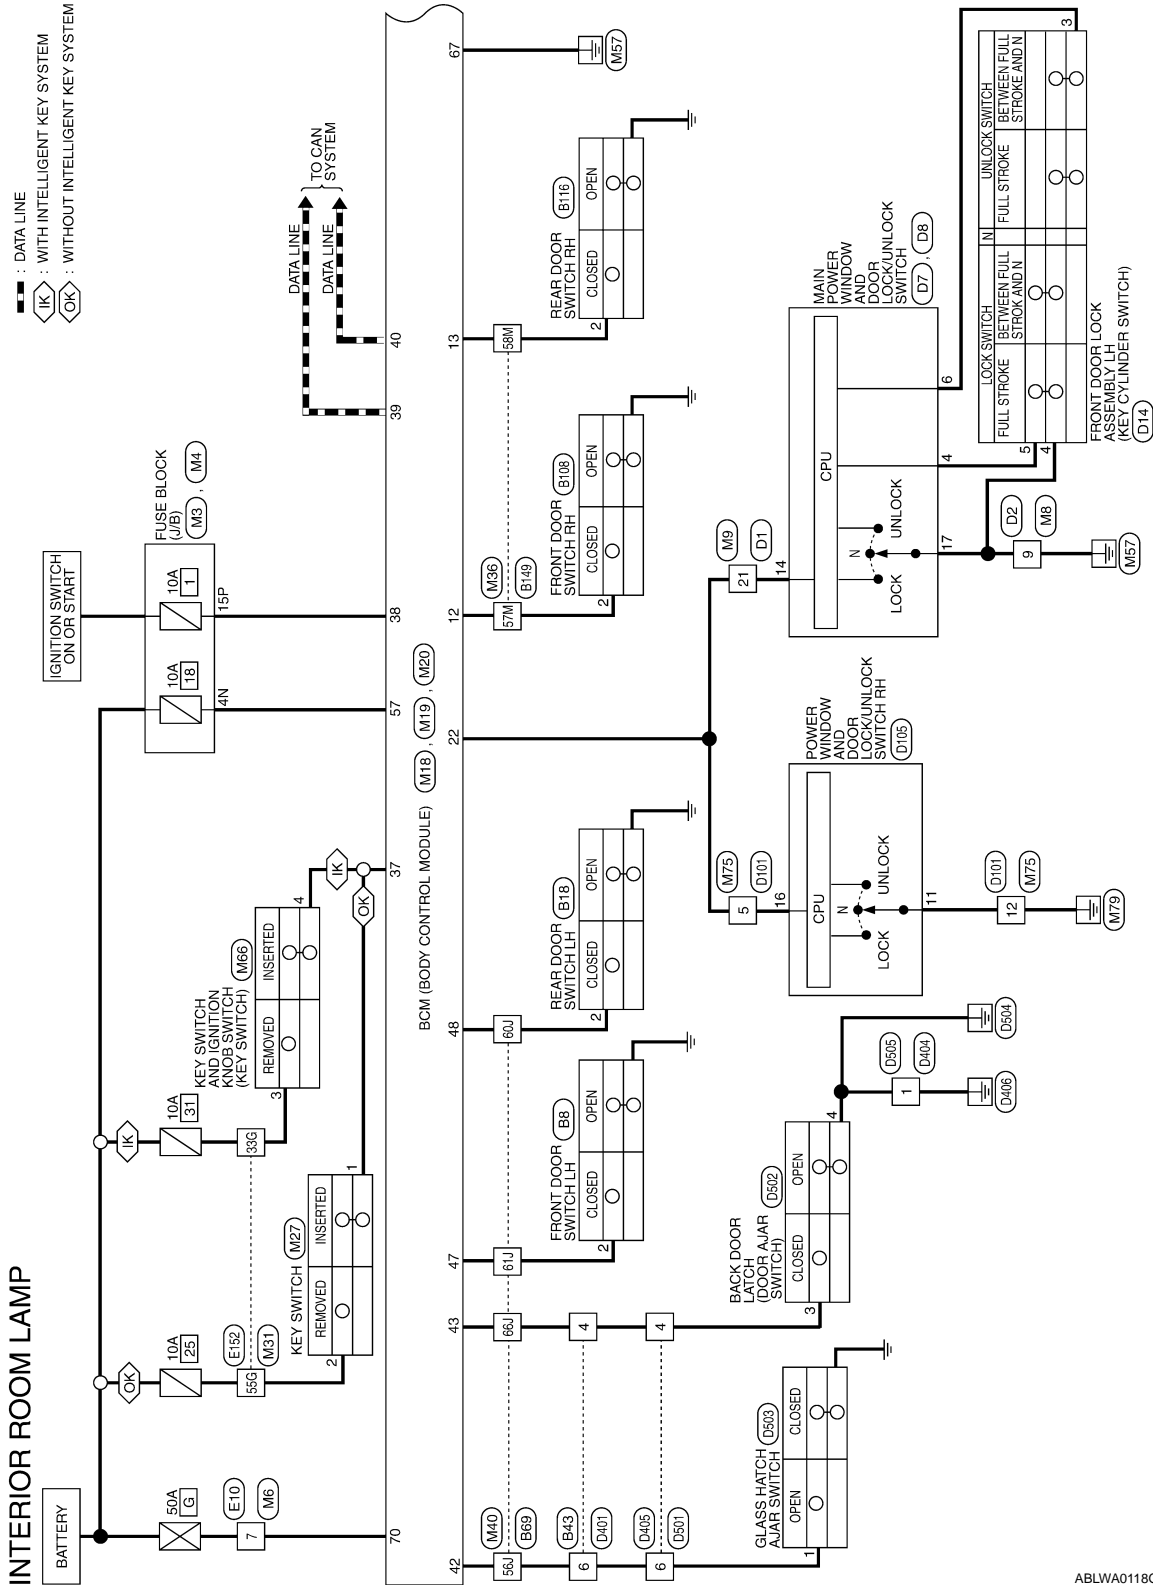 INTERIOR ROOM LAMP
: DATA LINE
IK : WITH INTELLIGENT KEY SYSTEM
OK : WITHOUT INTELLIGENT KEY SYSTEM
BATTERY
IGNITION SWITCH
ON OR START
50A
G
7
E10
M6
70
OK
10A
25
55G
E152
M31
KEY SWITCH
M27
REMOVED
INSERTED
2
1
IK
10A
31
33G
KEY SWITCH
AND IGNITION
KNOB SWITCH
(KEY SWITCH)
M66
REMOVED
INSERTED
3
4
IK
OK
37
10A
18
4N
57
10A
1
15P
38
FUSE BLOCK
(J/B)
M3 , M4
DATA LINE
DATA LINE
TO CAN
SYSTEM
39
40
67
M57
BCM (BODY CONTROL MODULE)
M18 , M19 , M20
42
56J
M40
B69
6
B43
D401
6
D405
D501
GLASS HATCH
AJAR SWITCH
D503
OPEN
CLOSED
1
43
66J
4
4
BACK DOOR
LATCH
(DOOR AJAR
SWITCH)
D502
CLOSED
OPEN
3
4
1
D505
D404
D406
D504
47
61J
FRONT DOOR
SWITCH LH
B8
CLOSED
OPEN
2
48
60J
REAR DOOR
SWITCH LH
B18
CLOSED
OPEN
2
22
5
M75
D101
16
POWER
WINDOW
AND
DOOR
LOCK/UNLOCK
SWITCH RH
D105
CPU
N
LOCK
UNLOCK
11
12
D101
M75
M79
21
M9
D1
14
MAIN
POWER
WINDOW
AND
DOOR
LOCK/UNLOCK
SWITCH
D7 , D8
CPU
N
LOCK
UNLOCK
17
4
6
9
D2
M8
M57
12
57M
M36
B149
FRONT DOOR
SWITCH RH
B108
CLOSED
OPEN
2
13
58M
REAR DOOR
SWITCH RH
B116
CLOSED
OPEN
2
LOCK SWITCH
N
UNLOCK SWITCH
FULL STROKE
BETWEEN FULL
STROK AND N
FULL STROKE
BETWEEN FULL
STROKE AND N
5
4
3
FRONT DOOR LOCK
ASSEMBLY LH
(KEY CYLINDER SWITCH)
D14